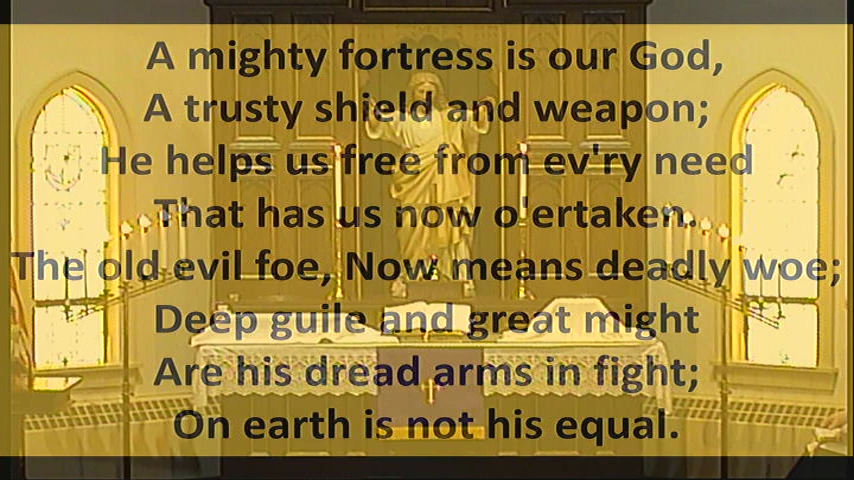 A mighty fortress is our God,
A trusty shield and weapon;
He helps us free from ev'ry need
That has us now o'ertaken.
The old evil foe, Now means deadly woe;
Deep guile and great might
Are his dread arms in fight;
On earth is not his equal.